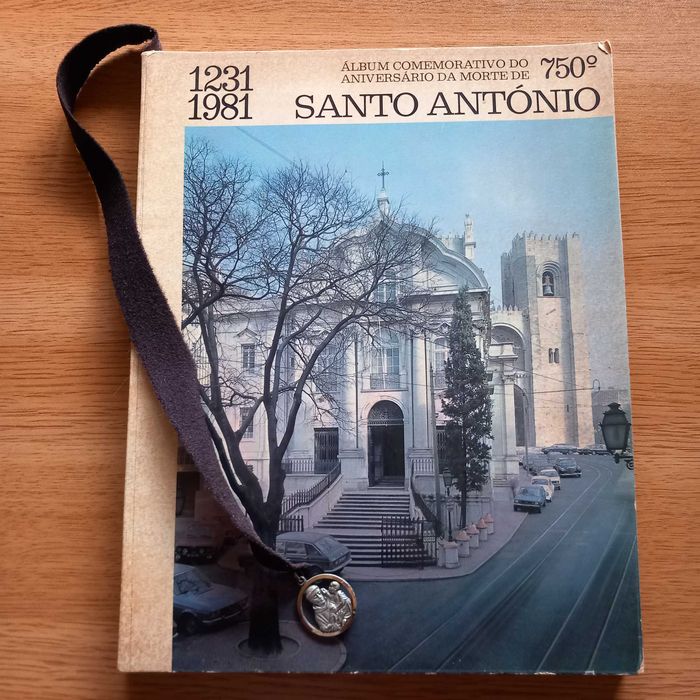 1231
1981
ÁLBUM COMEMORATIVO DO
ANIVERSÁRIO DA MORTE DE
750º
SANTO ANTÓNIO